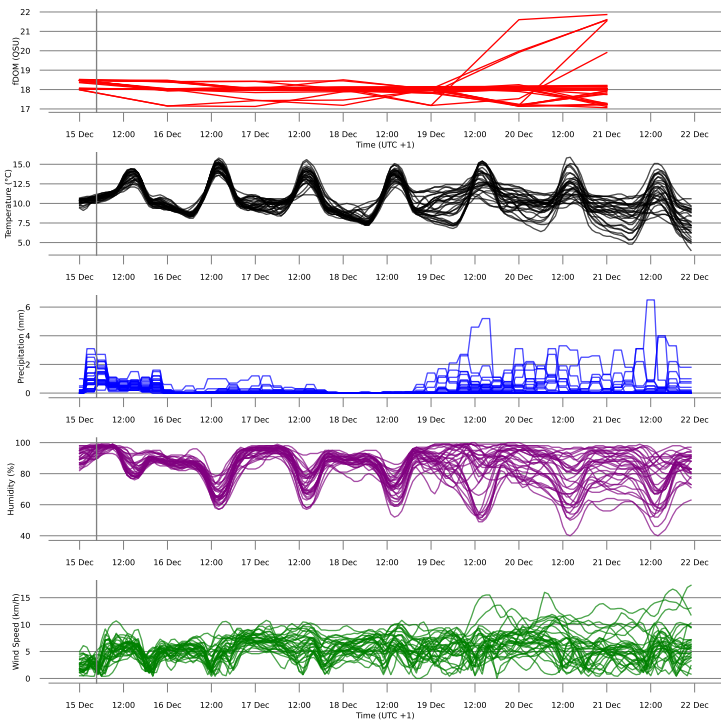 22
21
20
19
18
17
fDOM (QSU)
15 Dec 12:00 16 Dec 12:00 17 Dec 12:00 18 Dec 12:00 19 Dec 12:00 20 Dec 12:00 21 Dec 12:00 22 Dec
Time (UTC +1)
15.0
12.5
10.0
7.5
5.0
Temperature (°C)
15 Dec 12:00 16 Dec 12:00 17 Dec 12:00 18 Dec 12:00 19 Dec 12:00 20 Dec 12:00 21 Dec 12:00 22 Dec
6
4
2
0
Precipitation (mm)
15 Dec 12:00 16 Dec 12:00 17 Dec 12:00 18 Dec 12:00 19 Dec 12:00 20 Dec 12:00 21 Dec 12:00 22 Dec
100
80
60
40
Humidity (%)
15 Dec 12:00 16 Dec 12:00 17 Dec 12:00 18 Dec 12:00 19 Dec 12:00 20 Dec 12:00 21 Dec 12:00 22 Dec
15
10
5
0
Wind Speed (km/h)
15 Dec 12:00 16 Dec 12:00 17 Dec 12:00 18 Dec 12:00 19 Dec 12:00 20 Dec 12:00 21 Dec 12:00 22 Dec
Time (UTC +1)